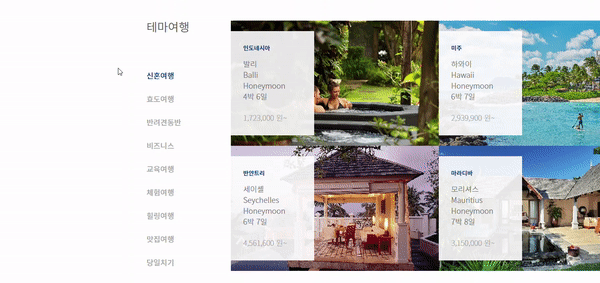 테마여행
신혼여행
효도여행
반려견동반
비즈니스
교육여행
체험여행
힐링여행
맛집여행
당일치기
인도네시아
발리
Balli
Honeymoon
4박 6일
1,723,000 원~
미주
하와이
Hawaii
Honeymoon
6박 7일
2,939,900 원~
반얀트리
세이셸
Seychelles
Honeymoon
6박 7일
4,561,600 원~
마라디바
모리셔스
Mauritius
Honeymoon
7박 8일
3,150,000 원~